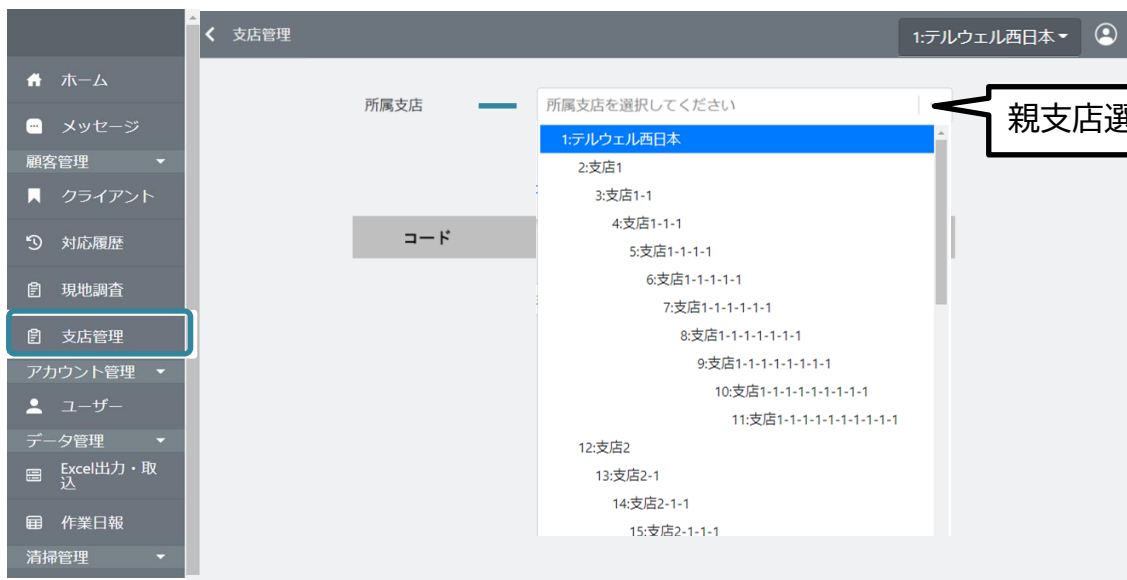 支店管理
1:テルウェル西日本
ホーム
メッセージ
顧客管理
クライアント
対応履歴
現地調査
支店管理
アカウント管理
ユーザー
データ管理
Excel出力・取
込
作業日報
清掃管理
所属支店
所属支店を選択してください
親支店選
1:テルウェル西日本
2:支店1
3:支店1-1
4:支店1-1-1
5:支店1-1-1-1
6:支店1-1-1-1-1
7:支店1-1-1-1-1-1
8:支店1-1-1-1-1-1-1
9:支店1-1-1-1-1-1-1-1
10:支店1-1-1-1-1-1-1-1-1
11:支店1-1-1-1-1-1-1-1-1-1
12:支店2
13:支店2-1
14:支店2-1-1
15:支店2-1-1-1
コード